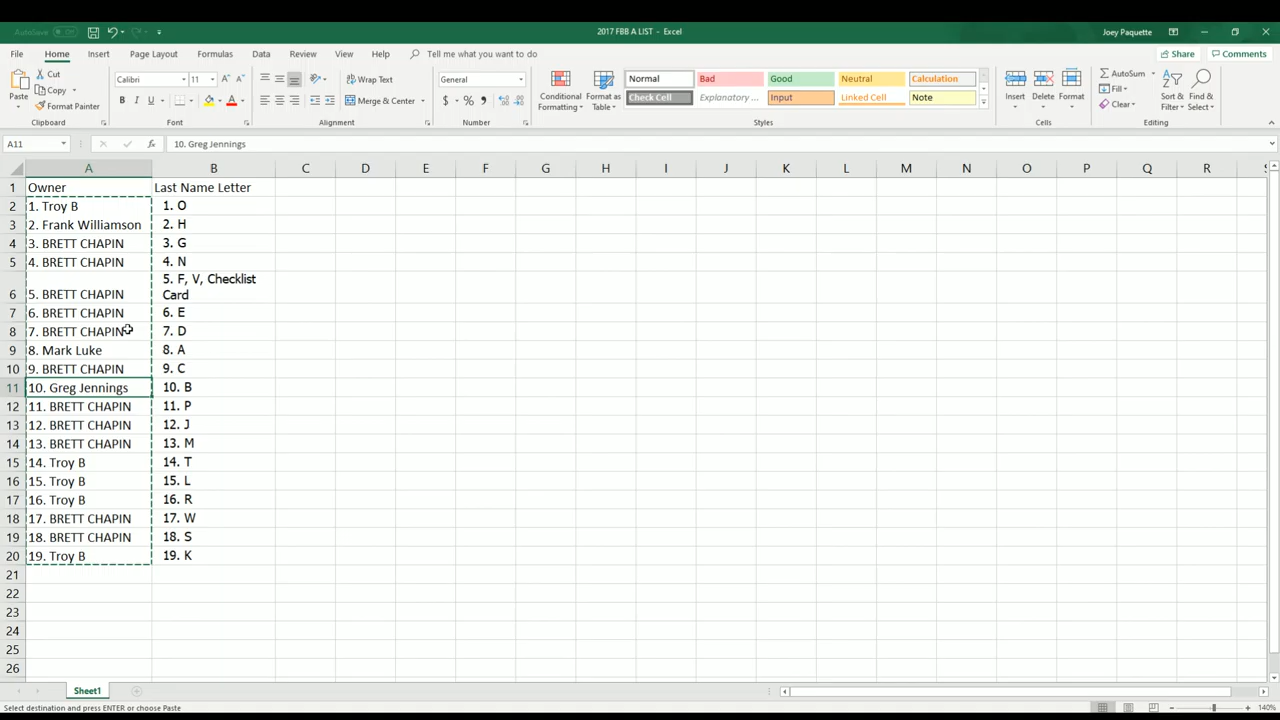 AutoSave Off
2017 FBB A LIST - Excel
Joey Paquette
File Home Insert Page Layout Formulas Data Review View Help Tell me what you want to do
Share Comments
Paste
Cut
Copy
Format Painter
Clipboard
Calibri 11
B I U
Font
Wrap Text
Merge & Center
Alignment
General
$ % ,
Number
Conditional Formatting
Format as Table
Normal Bad Good Neutral Calculation
Check Cell Explanatory ... Input Linked Cell Note
Styles
Insert Delete Format
Cells
AutoSum
Fill
Clear
Sort & Filter
Find & Select
Editing
A11 fx 10. Greg Jennings
A B C D E F G H I J K L M N O P Q R S
1 Owner Last Name Letter
2 1. Troy B 1. O
3 2. Frank Williamson 2. H
4 3. BRETT CHAPIN 3. G
5 4. BRETT CHAPIN 4. N
6 5. BRETT CHAPIN 5. F, V, Checklist Card
7 6. BRETT CHAPIN 6. E
8 7. BRETT CHAPIN 7. D
9 8. Mark Luke 8. A
10 9. BRETT CHAPIN 9. C
11 10. Greg Jennings 10. B
12 11. BRETT CHAPIN 11. P
13 12. BRETT CHAPIN 12. J
14 13. BRETT CHAPIN 13. M
15 14. Troy B 14. T
16 15. Troy B 15. L
17 16. Troy B 16. R
18 17. BRETT CHAPIN 17. W
19 18. BRETT CHAPIN 18. S
20 19. Troy B 19. K
21
22
23
24
25
26
Sheet1
Select destination and press ENTER or choose Paste
140%